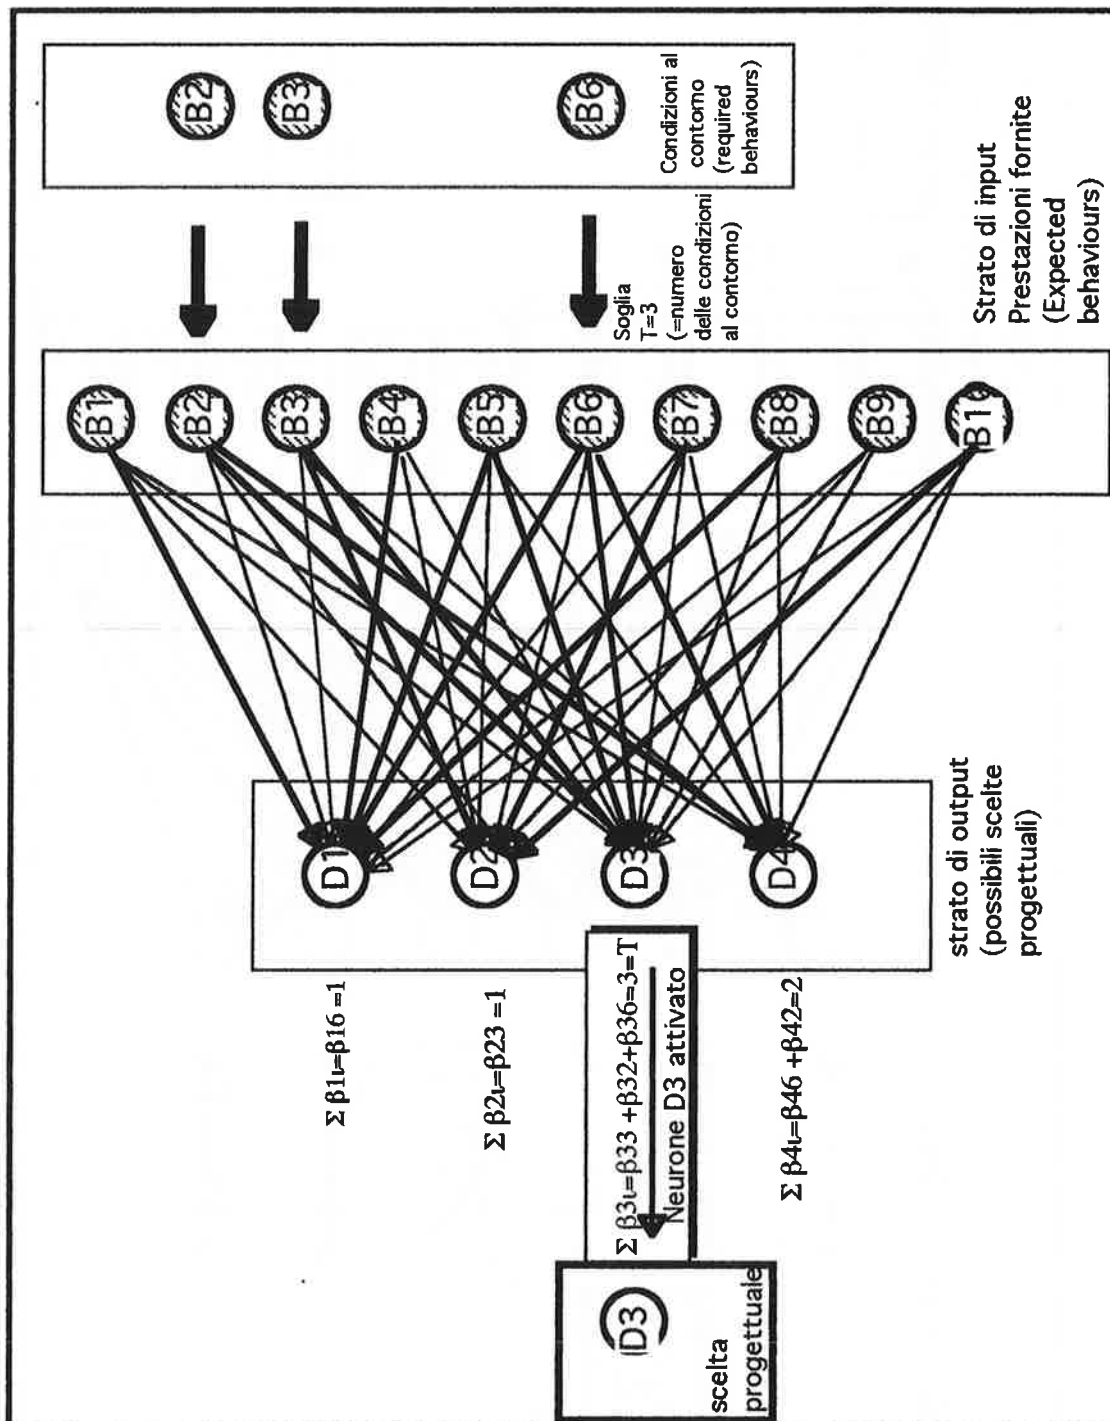 D3
scelta
progettuale
Σ β1ι=β16 =1
Σ β2ι=β23 =1
Σ β3ι=β33 +β32+β36=3=T
Neurone D3 attivato
Σ β4ι=β46 +β42=2
D1
D2
D3
D4
strato di output
(possibili scelte
progettuali)
B1
B2
B3
B4
B5
B6
B7
B8
B9
B10
Strato di input
Prestazioni fornite
(Expected
behaviours)
Soglia
T=3
(=numero
delle condizioni
al contorno)
B2
B3
B6
Condizioni al
contorno
(required
behaviours)